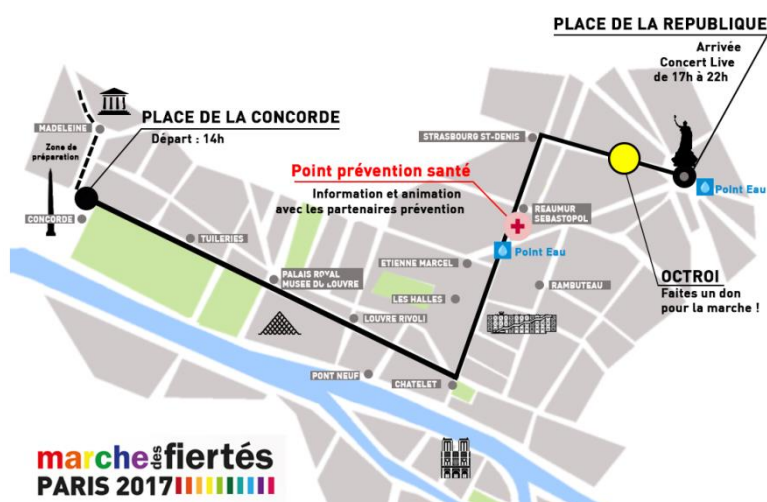 PLACE DE LA REPUBLIQUE
Arrivée
Concert Live
de 17h à 22h
PLACE DE LA CONCORDE
Départ : 14h
MADELEINE
Zone de
préparation
STRASBOURG ST-DENIS
Point prévention santé
Information et animation
avec les partenaires prévention
Point Eau
REAUMUR
SEBASTOPOL
CONCORDE
TUILERIES
Point Eau
ETIENNE MARCEL
OCTROI
Faites un don
pour la marche !
PALAIS ROYAL
MUSEE DU LOUVRE
RAMBUTEAU
LES HALLES
LOUVRE RIVOLI
PONT NEUF
CHATELET
marche des fiertés
PARIS 2017